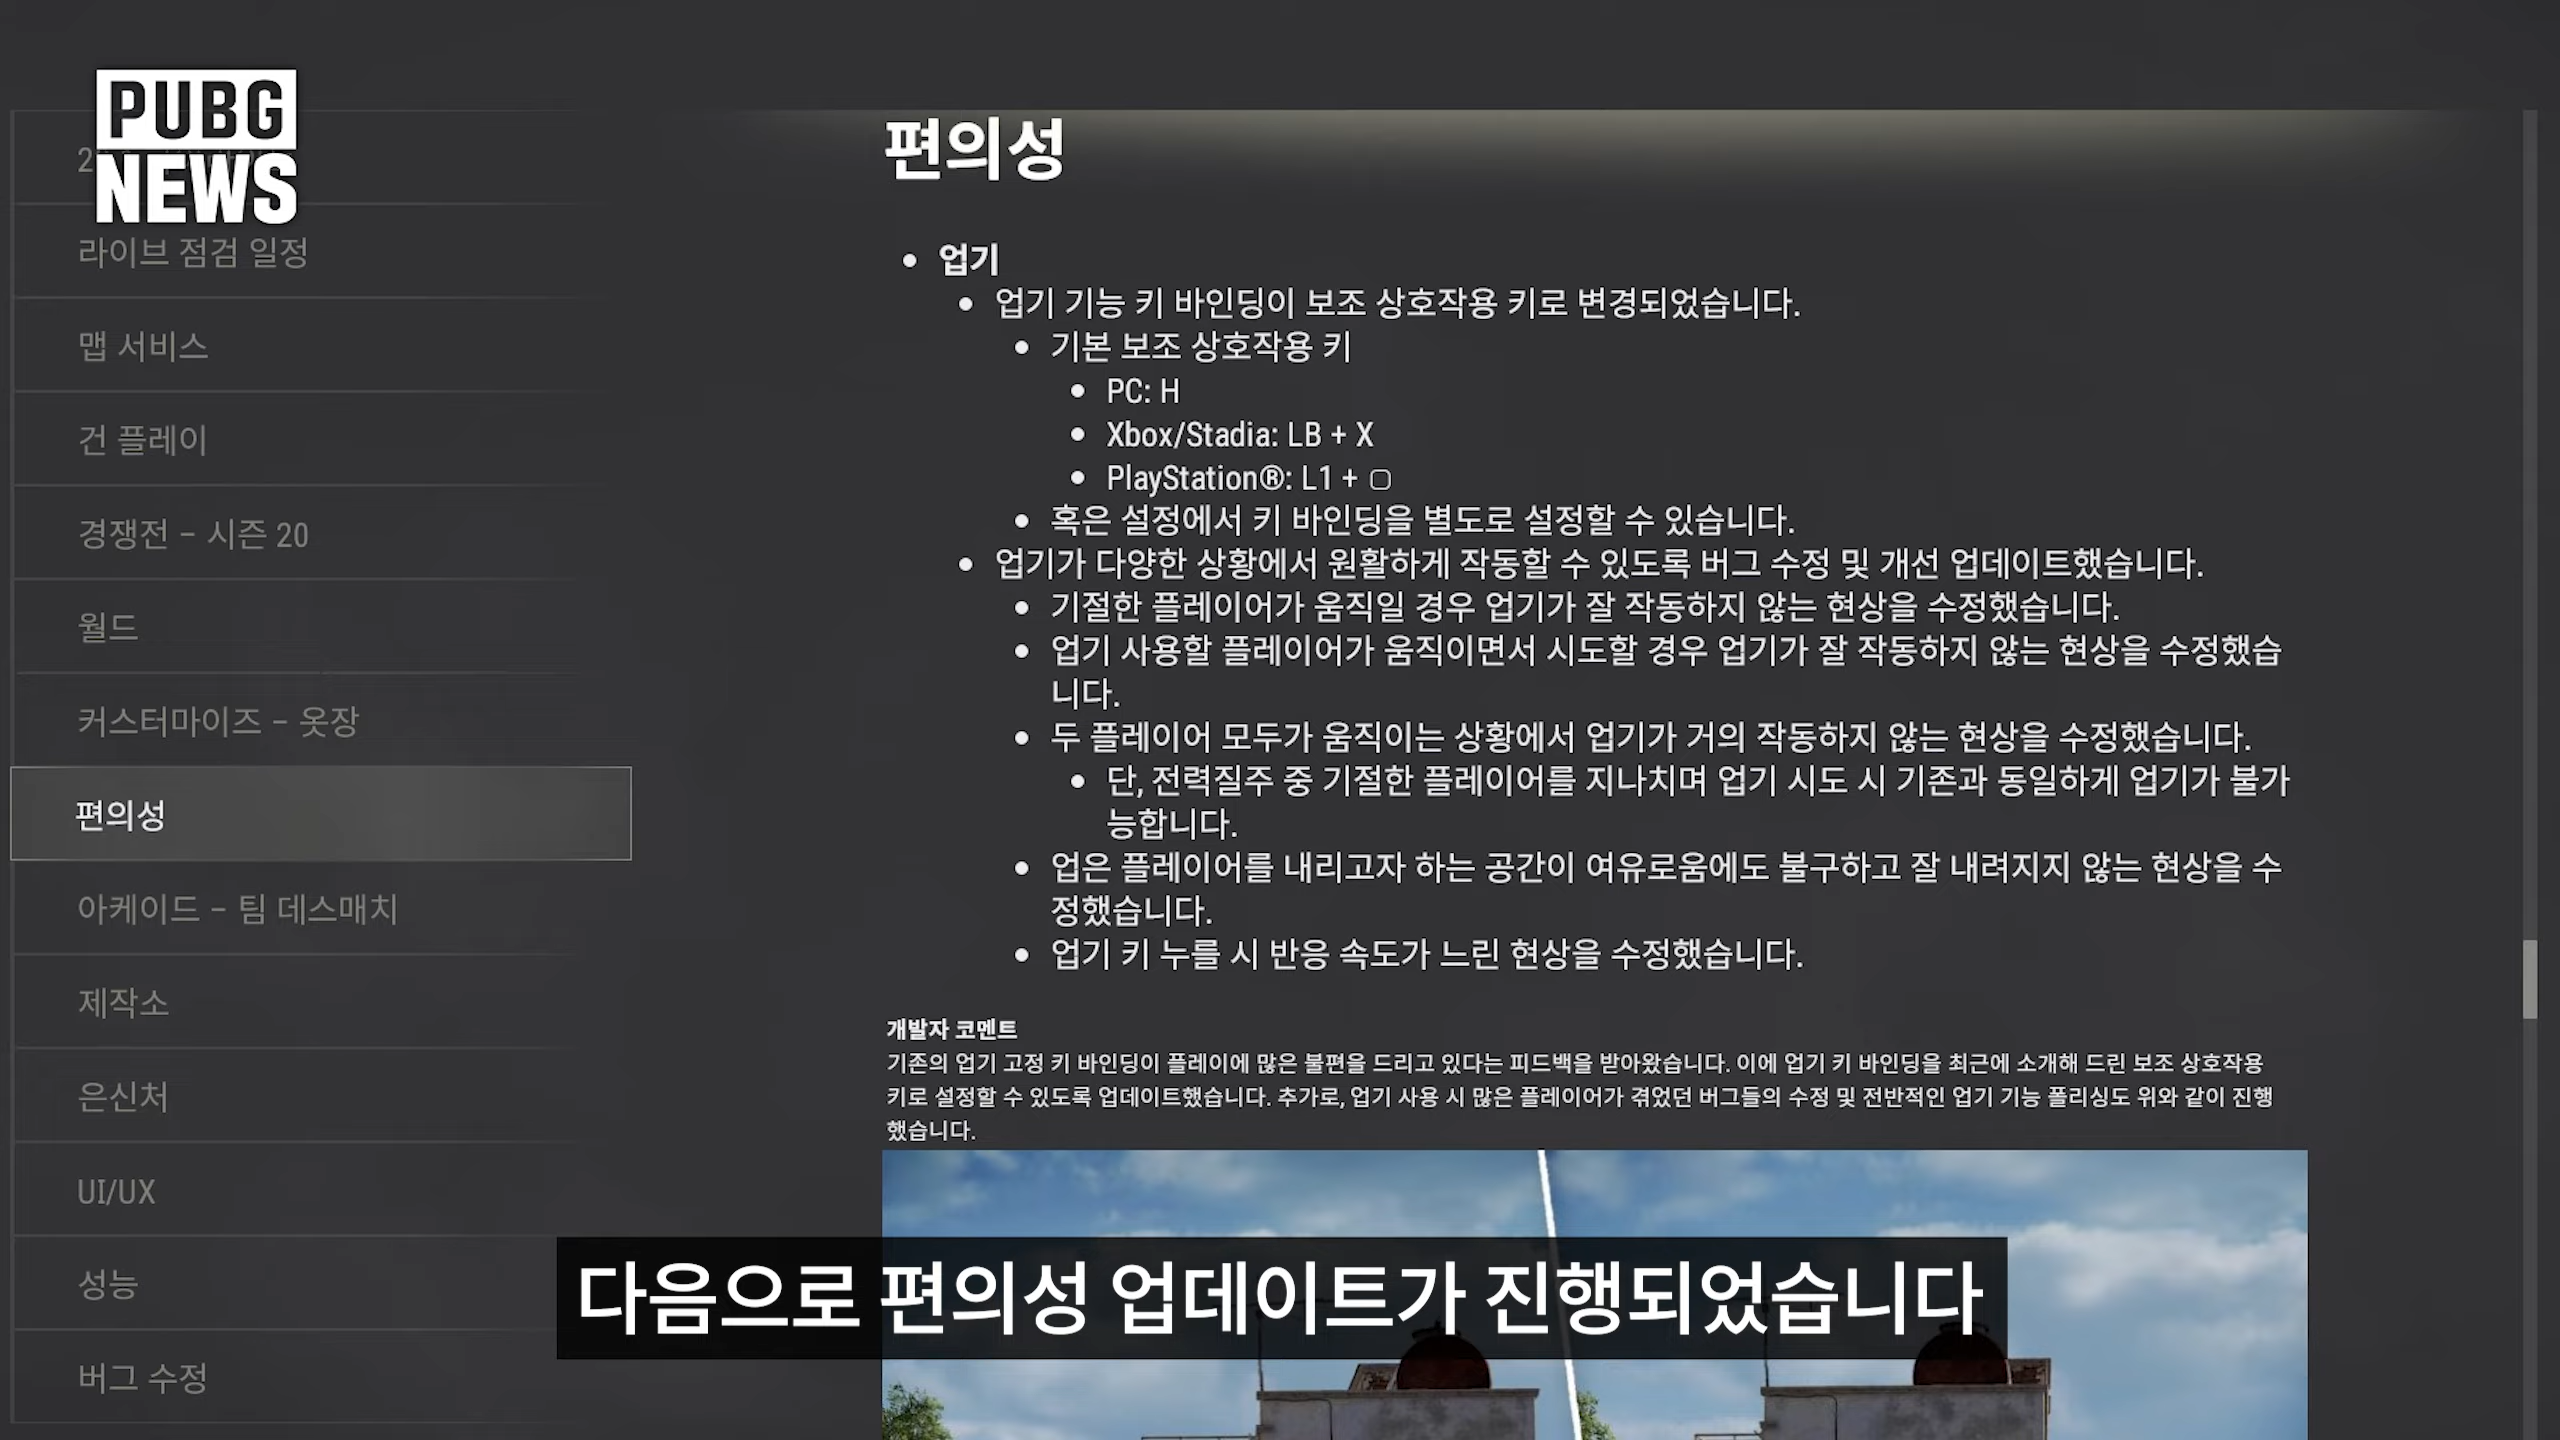 PUBG
NEWS
라이브 점검 일정
맵 서비스
건 플레이
경쟁전 - 시즌 20
월드
커스터마이즈 - 옷장
편의성
아케이드 - 팀 데스매치
제작소
은신처
UI/UX
성능
버그 수정
편의성
• 업기
• 업기 기능 키 바인딩이 보조 상호작용 키로 변경되었습니다.
• 기본 보조 상호작용 키
• PC: H
• Xbox/Stadia: LB + X
• PlayStation®: L1 + ▢
• 혹은 설정에서 키 바인딩을 별도로 설정할 수 있습니다.
• 업기가 다양한 상황에서 원활하게 작동할 수 있도록 버그 수정 및 개선 업데이트했습니다.
• 기절한 플레이어가 움직일 경우 업기가 잘 작동하지 않는 현상을 수정했습니다.
• 업기 사용할 플레이어가 움직이면서 시도할 경우 업기가 잘 작동하지 않는 현상을 수정했습
니다.
• 두 플레이어 모두가 움직이는 상황에서 업기가 거의 작동하지 않는 현상을 수정했습니다.
• 단, 전력질주 중 기절한 플레이어를 지나치며 업기 시도 시 기존과 동일하게 업기가 불가
능합니다.
• 업은 플레이어를 내리고자 하는 공간이 여유로움에도 불구하고 잘 내려지지 않는 현상을 수
정했습니다.
• 업기 키 누를 시 반응 속도가 느린 현상을 수정했습니다.
개발자 코멘트
기존의 업기 고정 키 바인딩이 플레이에 많은 불편을 드리고 있다는 피드백을 받아왔습니다. 이에 업기 키 바인딩을 최근에 소개해 드린 보조 상호작용
키로 설정할 수 있도록 업데이트했습니다. 추가로, 업기 사용 시 많은 플레이어가 겪었던 버그들의 수정 및 전반적인 업기 기능 폴리싱도 위와 같이 진행
했습니다.
다음으로 편의성 업데이트가 진행되었습니다